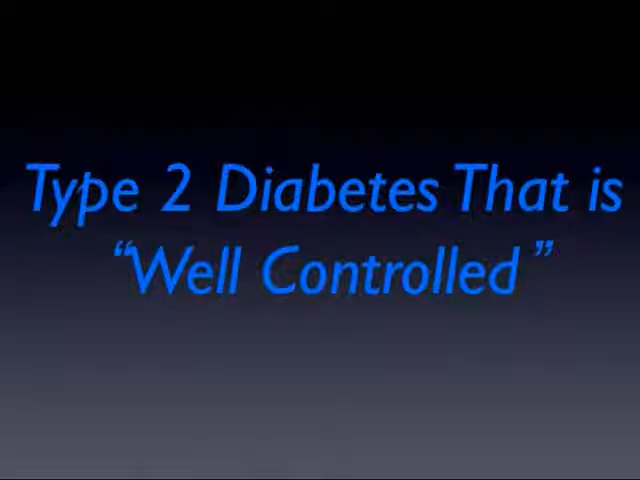 Type 2 Diabetes That is
“Well Controlled”